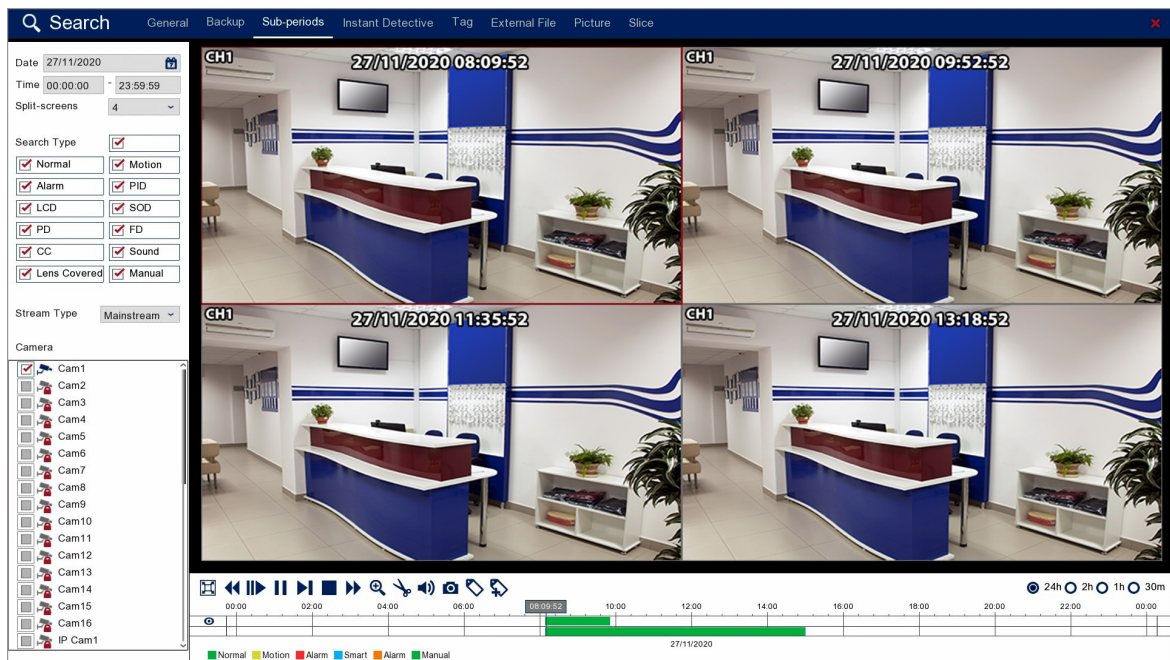 Search General Backup Sub-periods Instant Detective Tag External File Picture Slice
Date 27/11/2020
Time 00:00:00 - 23:59:59
Split-screens 4
Search Type
Normal Motion
Alarm PID
LCD SOD
PD FD
CC Sound
Lens Covered Manual
Stream Type Mainstream
Camera
Cam1
Cam2
Cam3
Cam4
Cam5
Cam6
Cam7
Cam8
Cam9
Cam10
Cam11
Cam12
Cam13
Cam14
Cam15
Cam16
IP Cam1
CH1 27/11/2020 08:09:52
CH1 27/11/2020 09:52:52
CH1 27/11/2020 11:35:52
CH1 27/11/2020 13:18:52
24h 2h 1h 30m
00:00 02:00 04:00 06:00 08:09:52 10:00 12:00 14:00 16:00 18:00 20:00 22:00 00:00
27/11/2020
Normal Motion Alarm Smart Alarm Manual